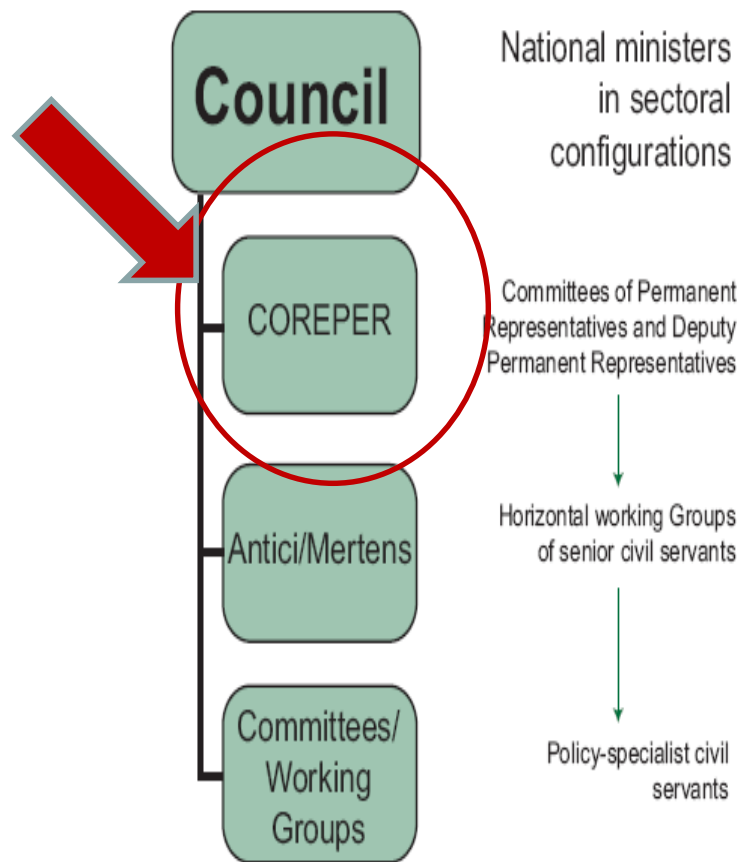 Council
National ministers
in sectoral
configurations
COREPER
Committees of Permanent
Representatives and Deputy
Permanent Representatives
Antici/Mertens
Horizontal working Groups
of senior civil servants
Committees/
Working
Groups
Policy-specialist civil
servants